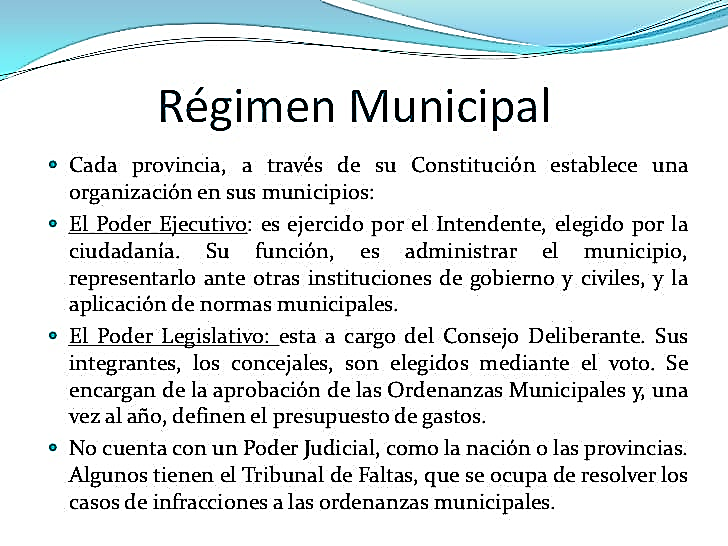 Régimen Municipal
Cada provincia, a través de su Constitución establece una
organización en sus municipios:
El Poder Ejecutivo: es ejercido por el Intendente, elegido por la
ciudadanía. Su función, es administrar el municipio,
representarlo ante otras instituciones de gobierno y civiles, y la
aplicación de normas municipales.
El Poder Legislativo: esta a cargo del Consejo Deliberante. Sus
integrantes, los concejales, son elegidos mediante el voto. Se
encargan de la aprobación de las Ordenanzas Municipales y, una
vez al año, definen el presupuesto de gastos.
No cuenta con un Poder Judicial, como la nación o las provincias.
Algunos tienen el Tribunal de Faltas, que se ocupa de resolver los
casos de infracciones a las ordenanzas municipales.